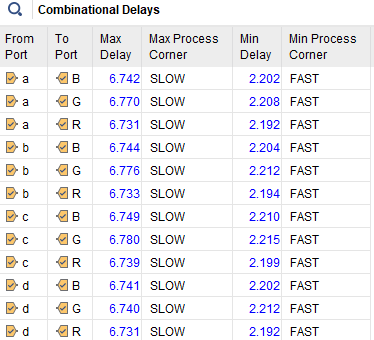 Combinational Delays
From Port To Port Max Delay Max Process Corner Min Delay Min Process Corner
a B 6.742 SLOW 2.202 FAST
a G 6.770 SLOW 2.208 FAST
a R 6.731 SLOW 2.192 FAST
b B 6.744 SLOW 2.204 FAST
b G 6.776 SLOW 2.212 FAST
b R 6.733 SLOW 2.194 FAST
c B 6.749 SLOW 2.210 FAST
c G 6.780 SLOW 2.215 FAST
c R 6.739 SLOW 2.199 FAST
d B 6.741 SLOW 2.202 FAST
d G 6.740 SLOW 2.212 FAST
d R 6.731 SLOW 2.192 FAST